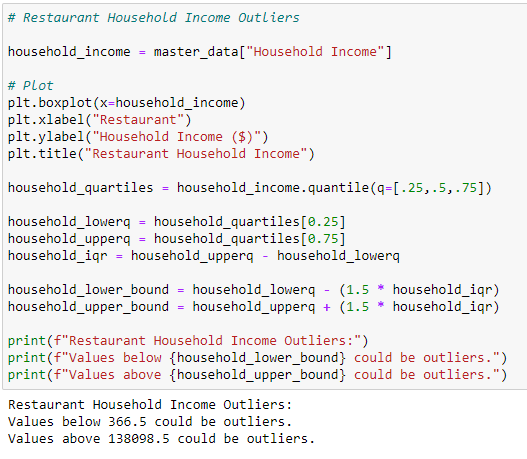 # Restaurant Household Income Outliers
household_income = master_data["Household Income"]
# Plot
plt.boxplot(x=household_income)
plt.xlabel("Restaurant")
plt.ylabel("Household Income ($)")
plt.title("Restaurant Household Income")
household_quartiles = household_income.quantile(q=[.25,.5,.75])
household_lowerq = household_quartiles[0.25]
household_upperq = household_quartiles[0.75]
household_iqr = household_upperq - household_lowerq
household_lower_bound = household_lowerq - (1.5 * household_iqr)
household_upper_bound = household_upperq + (1.5 * household_iqr)
print(f"Restaurant Household Income Outliers:")
print(f"Values below {household_lower_bound} could be outliers.")
print(f"Values above {household_upper_bound} could be outliers.")
Restaurant Household Income Outliers:
Values below 366.5 could be outliers.
Values above 138098.5 could be outliers.